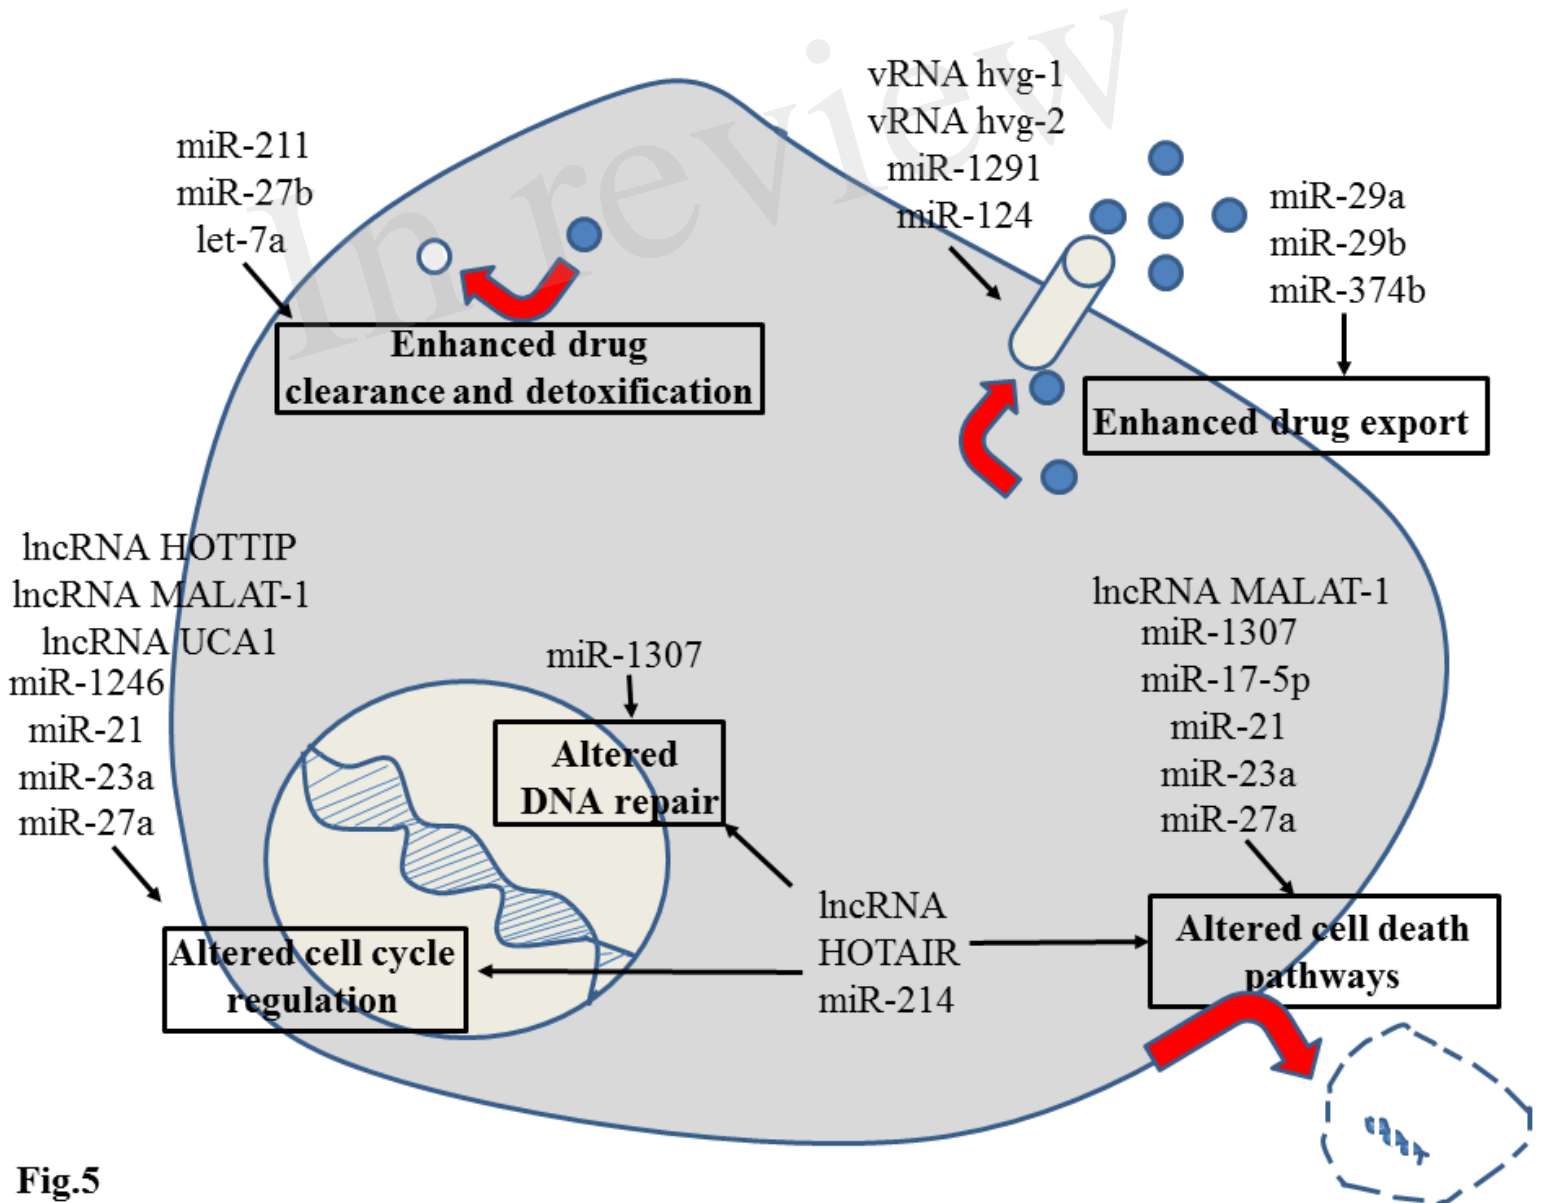 In review
vRNA hvg-1
vRNA hvg-2
miR-1291
miR-124
miR-211
miR-27b
let-7a
miR-29a
miR-29b
miR-374b
Enhanced drug
clearance and detoxification
Enhanced drug export
lncRNA HOTTIP
lncRNA MALAT-1
lncRNA UCA1
miR-1246
miR-21
miR-23a
miR-27a
miR-1307
Altered
DNA repair
lncRNA MALAT-1
miR-1307
miR-17-5p
miR-21
miR-23a
miR-27a
lncRNA
HOTAIR
miR-214
Altered cell cycle
regulation
Altered cell death
pathways
Fig.5